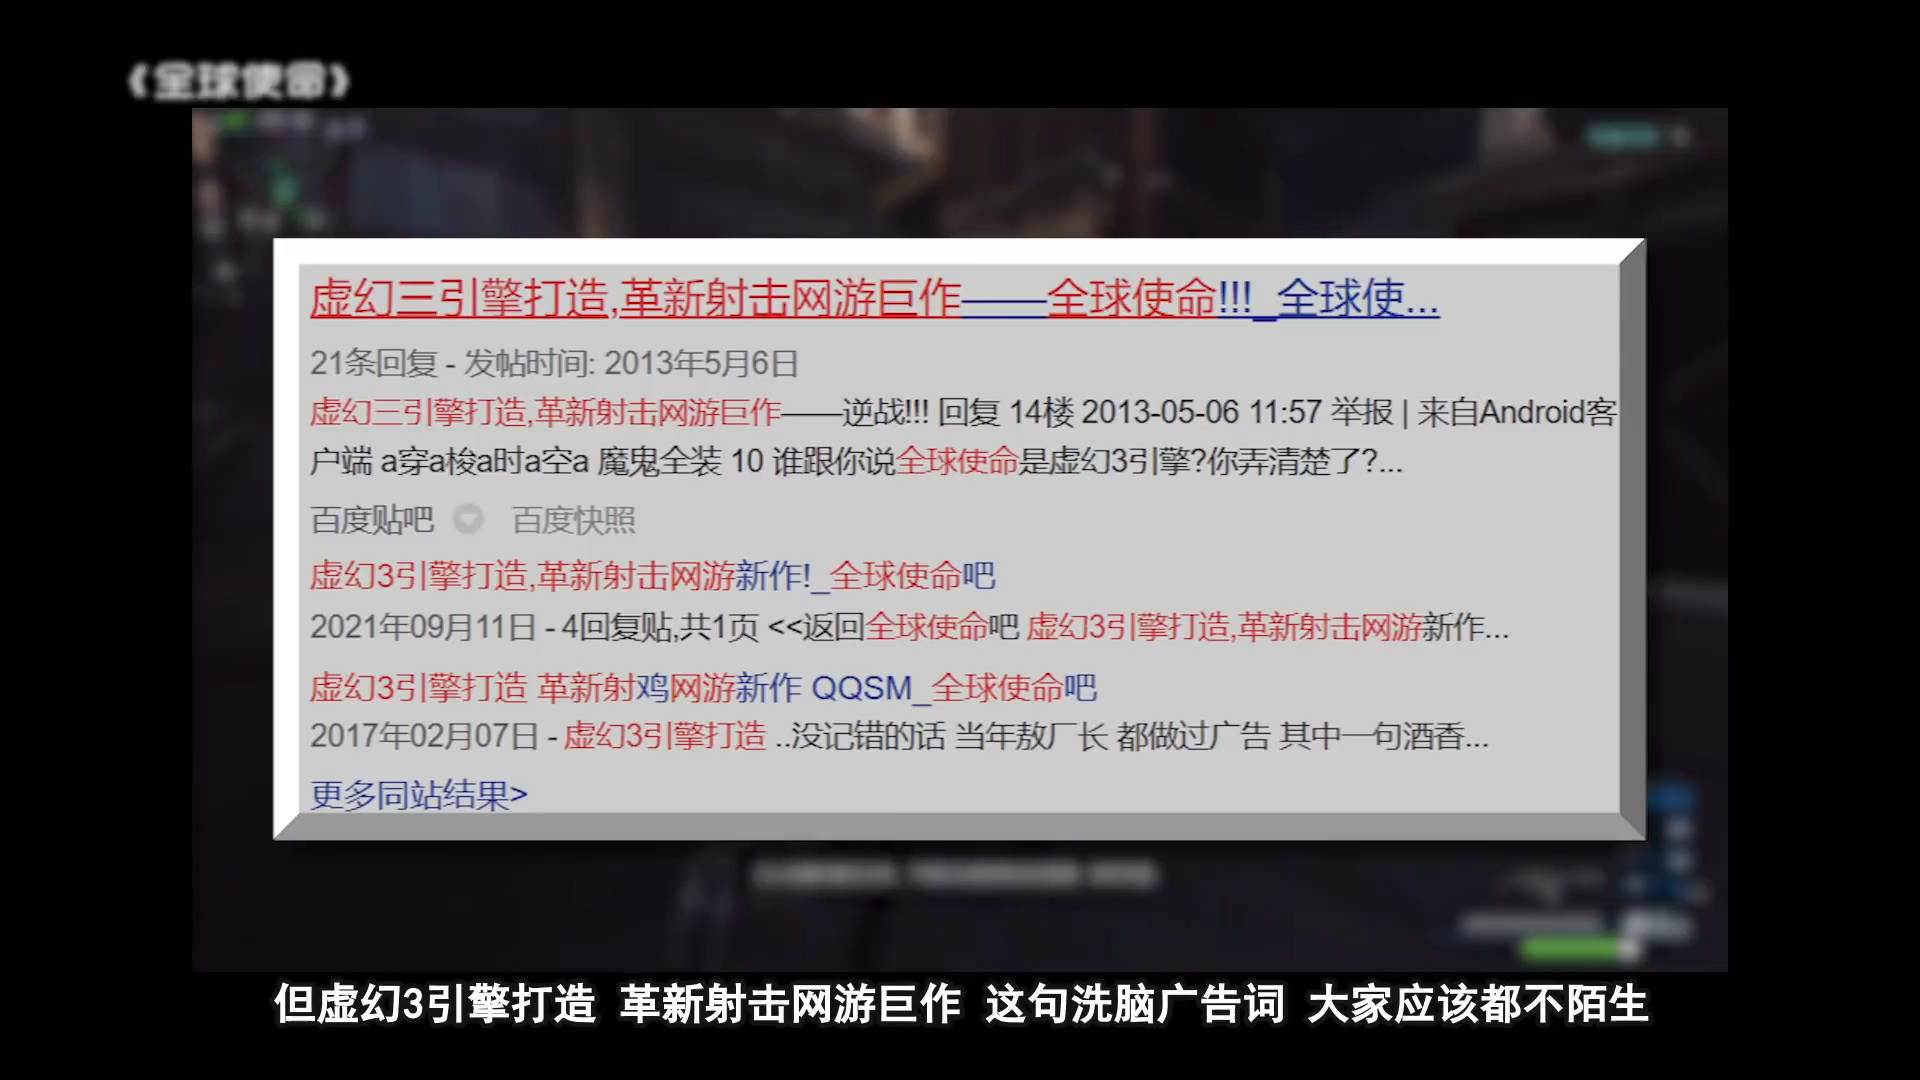 《全球使命》
虚幻三引擎打造,革新射击网游巨作——全球使命!!!_全球使...
21条回复 - 发帖时间: 2013年5月6日
虚幻三引擎打造,革新射击网游巨作——逆战!!! 回复 14楼 2013-05-06 11:57 举报 | 来自Android客
户端 a穿a梭a时a空a 魔鬼全装 10 谁跟你说全球使命是虚幻3引擎?你弄清楚了?...
百度贴吧 百度快照
虚幻3引擎打造,革新射击网游新作!_全球使命吧
2021年09月11日 - 4回复贴,共1页 <<返回全球使命吧 虚幻3引擎打造,革新射击网游新作...
虚幻3引擎打造 革新射鸡网游新作 QQSM_全球使命吧
2017年02月07日 - 虚幻3引擎打造 ..没记错的话 当年敖厂长 都做过广告 其中一句酒香...
更多同站结果>
但虚幻3引擎打造 革新射击网游巨作 这句洗脑广告词 大家应该都不陌生